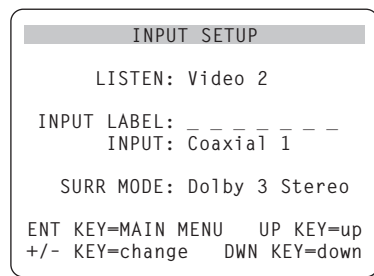 INPUT SETUP
LISTEN: Video 2
INPUT LABEL: _ _ _ _ _ _ _
INPUT: Coaxial 1
SURR MODE: Dolby 3 Stereo
ENT KEY=MAIN MENU UP KEY=up
+/- KEY=change DWN KEY=down